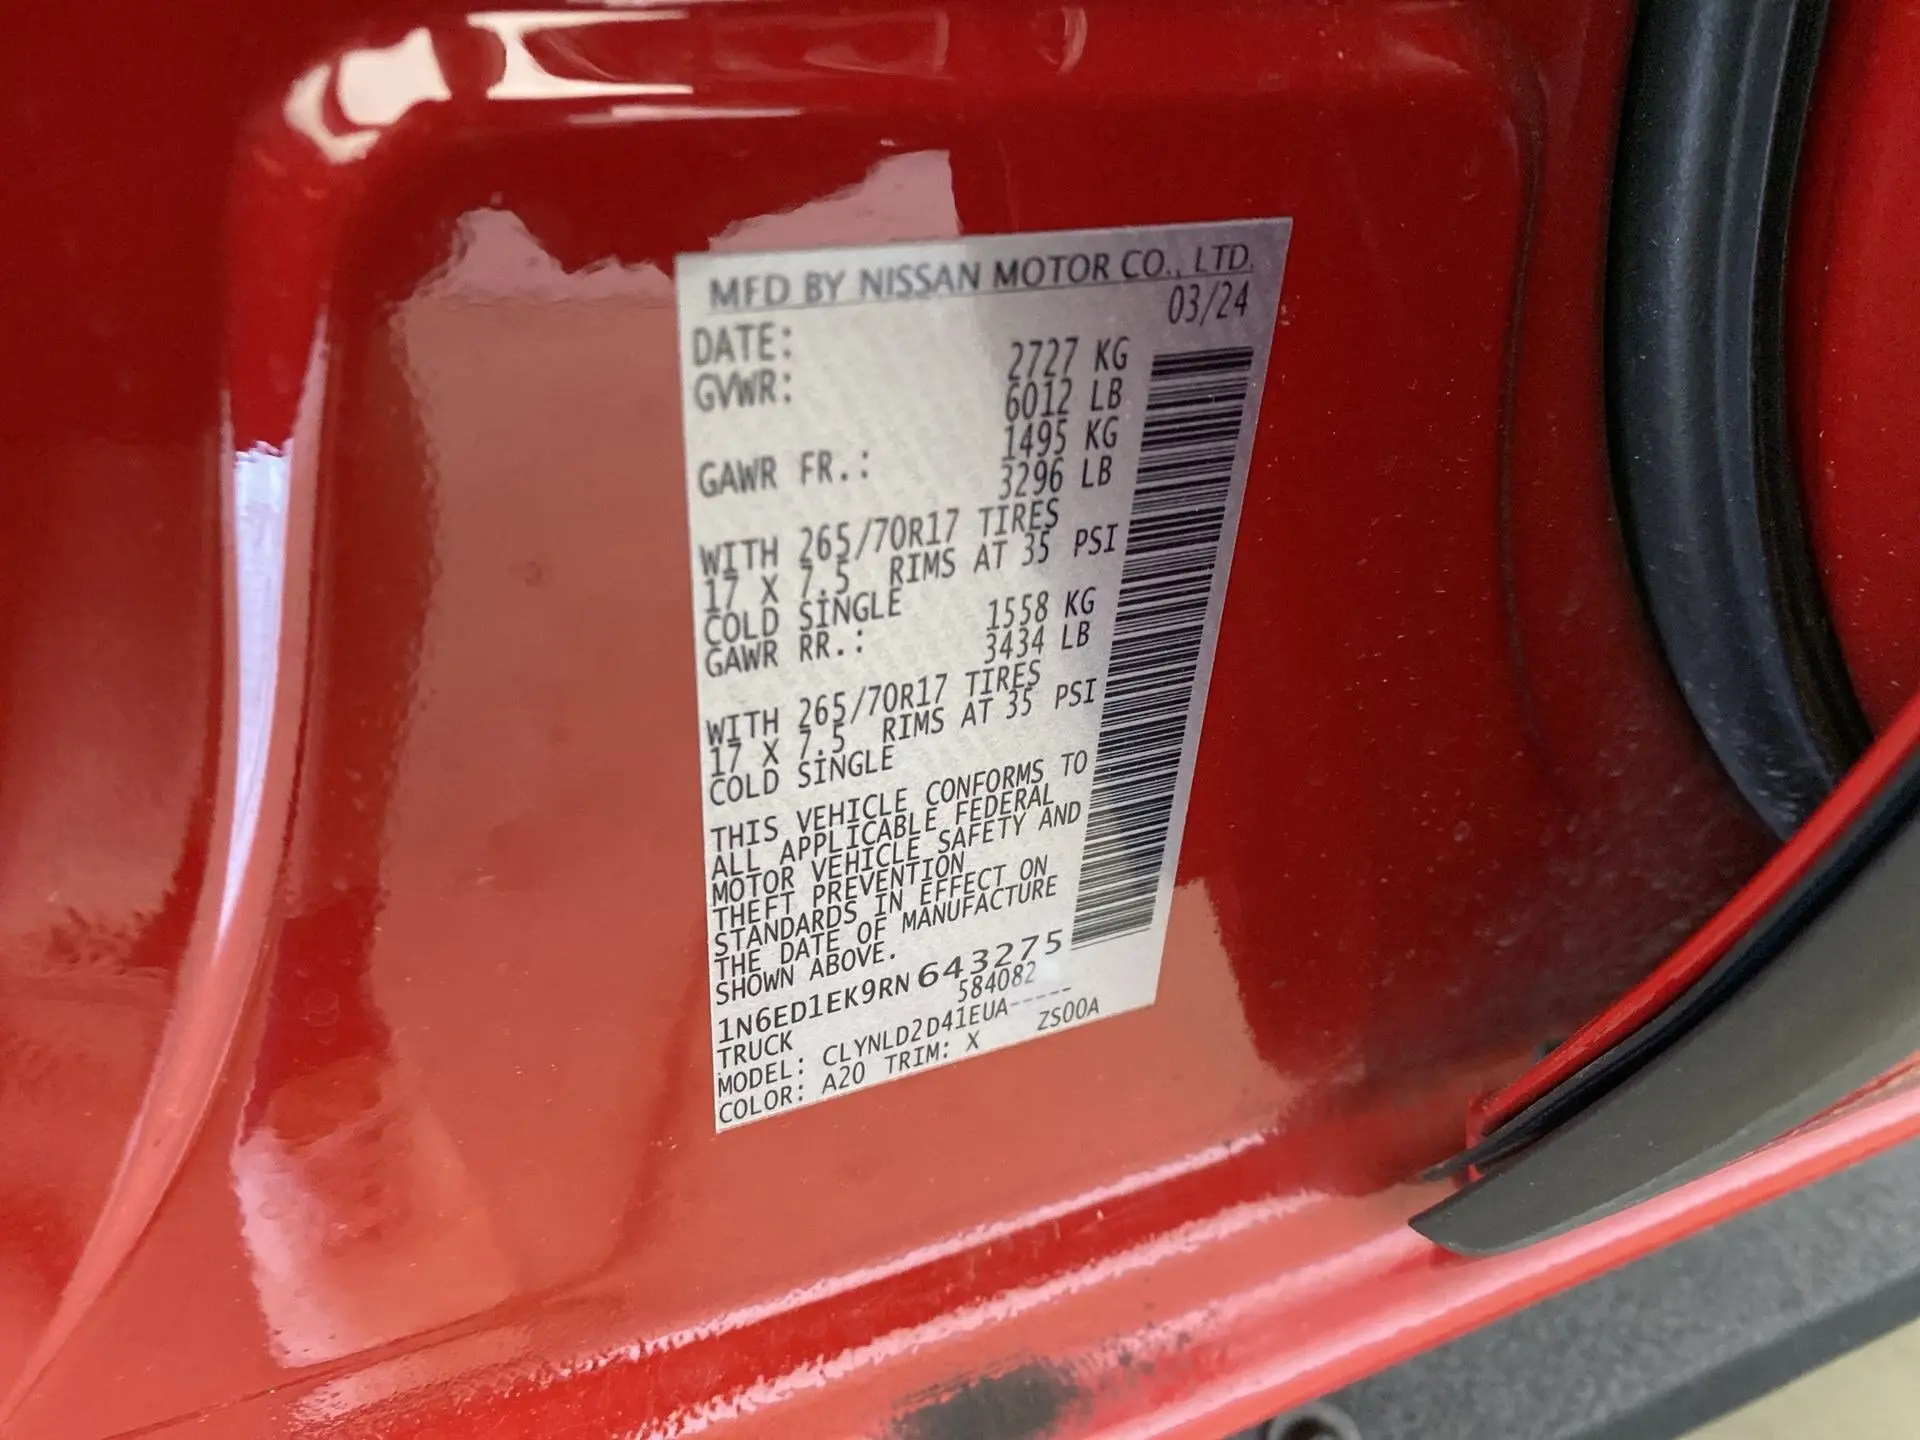 MFD BY NISSAN MOTOR CO., LTD.
DATE: 03/24
GVWR: 2727 KG
6012 LB
GAWR FR.: 1495 KG
3296 LB
WITH 265/70R17 TIRES
17 X 7.5 RIMS AT 35 PSI
COLD SINGLE
GAWR RR.: 1558 KG
3434 LB
WITH 265/70R17 TIRES
17 X 7.5 RIMS AT 35 PSI
COLD SINGLE
THIS VEHICLE CONFORMS TO
ALL APPLICABLE FEDERAL
MOTOR VEHICLE SAFETY AND
THEFT PREVENTION
STANDARDS IN EFFECT ON
THE DATE OF MANUFACTURE
SHOWN ABOVE.
1N6ED1EK9RN 643275
TRUCK 584082
MODEL: CLYNLD2D41EUA-----
COLOR: A20 TRIM: X ZS00A